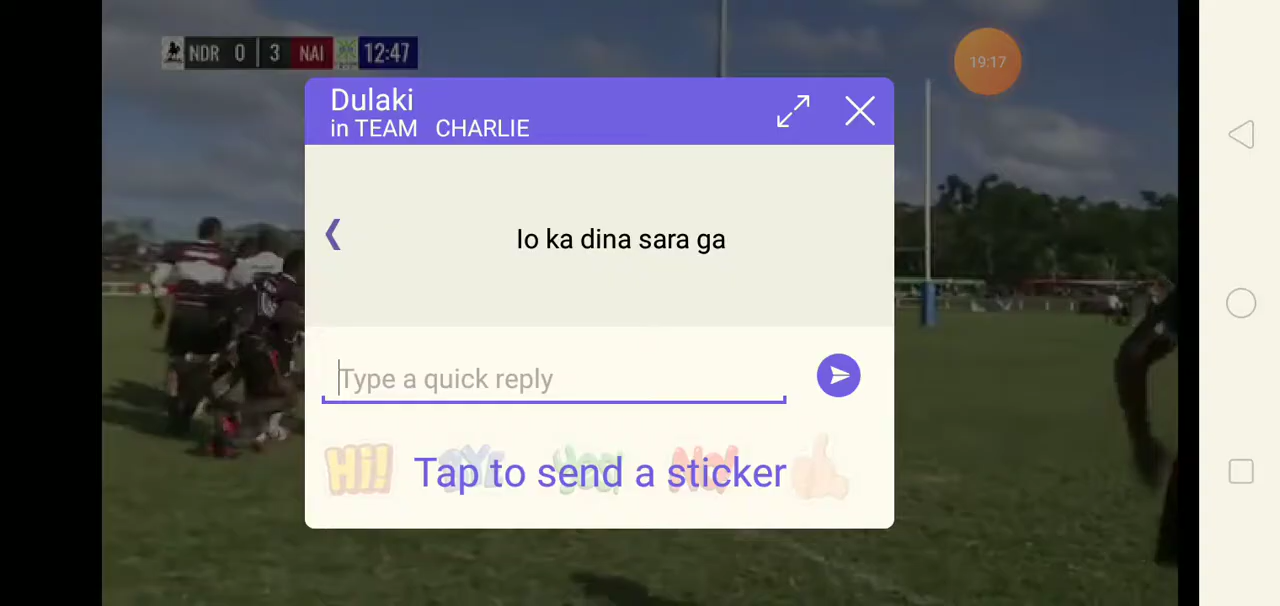 NDR 0 3 NAI 12:47
19:17
Dulaki
in TEAM CHARLIE
Io ka dina sara ga
Type a quick reply
Hi! Yes! No!
Tap to send a sticker